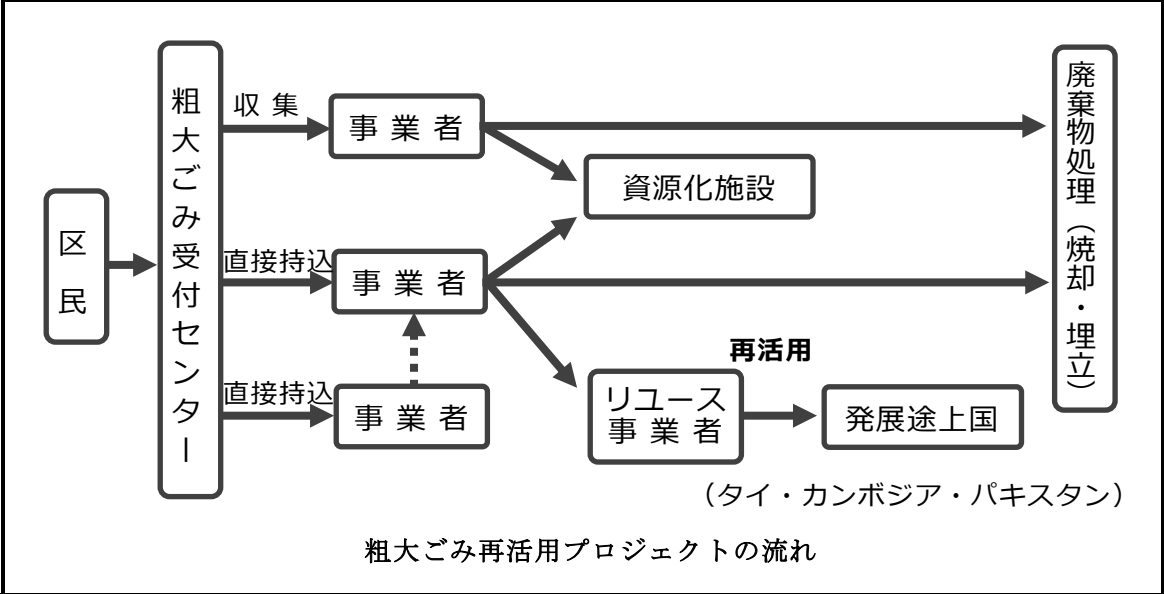 区民
粗大ごみ受付センター
収 集
事 業 者
資源化施設
直接持込
事 業 者
直接持込
事 業 者
再活用
リユース
事 業 者
発展途上国
（タイ・カンボジア・パキスタン）
廃棄物処理（焼却・埋立）
粗大ごみ再活用プロジェクトの流れ